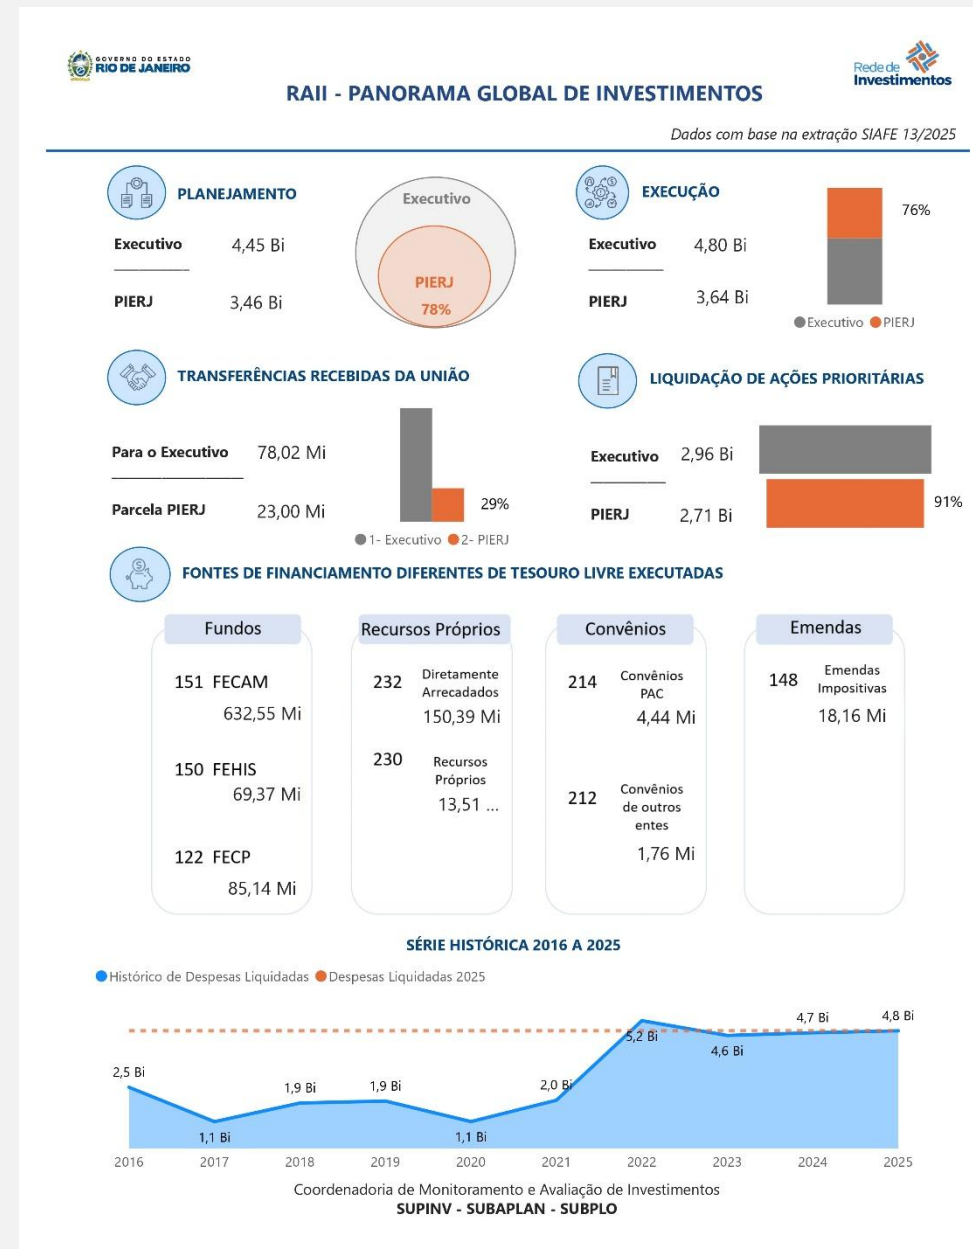 GOVERNO DO ESTADO
RIO DE JANEIRO
Rede de
Investimentos
RAII - PANORAMA GLOBAL DE INVESTIMENTOS
Dados com base na extração SIAFE 13/2025
PLANEJAMENTO
Executivo 4,45 Bi
PIERJ 3,46 Bi
Executivo
PIERJ
78%
EXECUÇÃO
Executivo 4,80 Bi
PIERJ 3,64 Bi
76%
Executivo PIERJ
TRANSFERÊNCIAS RECEBIDAS DA UNIÃO
Para o Executivo 78,02 Mi
Parcela PIERJ 23,00 Mi
29%
1- Executivo 2- PIERJ
LIQUIDAÇÃO DE AÇÕES PRIORITÁRIAS
Executivo 2,96 Bi
PIERJ 2,71 Bi
91%
FONTES DE FINANCIAMENTO DIFERENTES DE TESOURO LIVRE EXECUTADAS
Fundos
151 FECAM
632,55 Mi
150 FEHIS
69,37 Mi
122 FECP
85,14 Mi
Recursos Próprios
232 Diretamente
Arrecadados
150,39 Mi
230 Recursos
Próprios
13,51 ...
Convênios
214 Convênios
PAC
4,44 Mi
212 Convênios
de outros
entes
1,76 Mi
Emendas
148 Emendas
Impositivas
18,16 Mi
SÉRIE HISTÓRICA 2016 A 2025
Histórico de Despesas Liquidadas Despesas Liquidadas 2025
2,5 Bi 1,1 Bi 1,9 Bi 1,9 Bi 1,1 Bi 2,0 Bi 5,2 Bi 4,6 Bi 4,7 Bi 4,8 Bi
2016 2017 2018 2019 2020 2021 2022 2023 2024 2025
Coordenadoria de Monitoramento e Avaliação de Investimentos
SUPINV - SUBAPLAN - SUBPLO